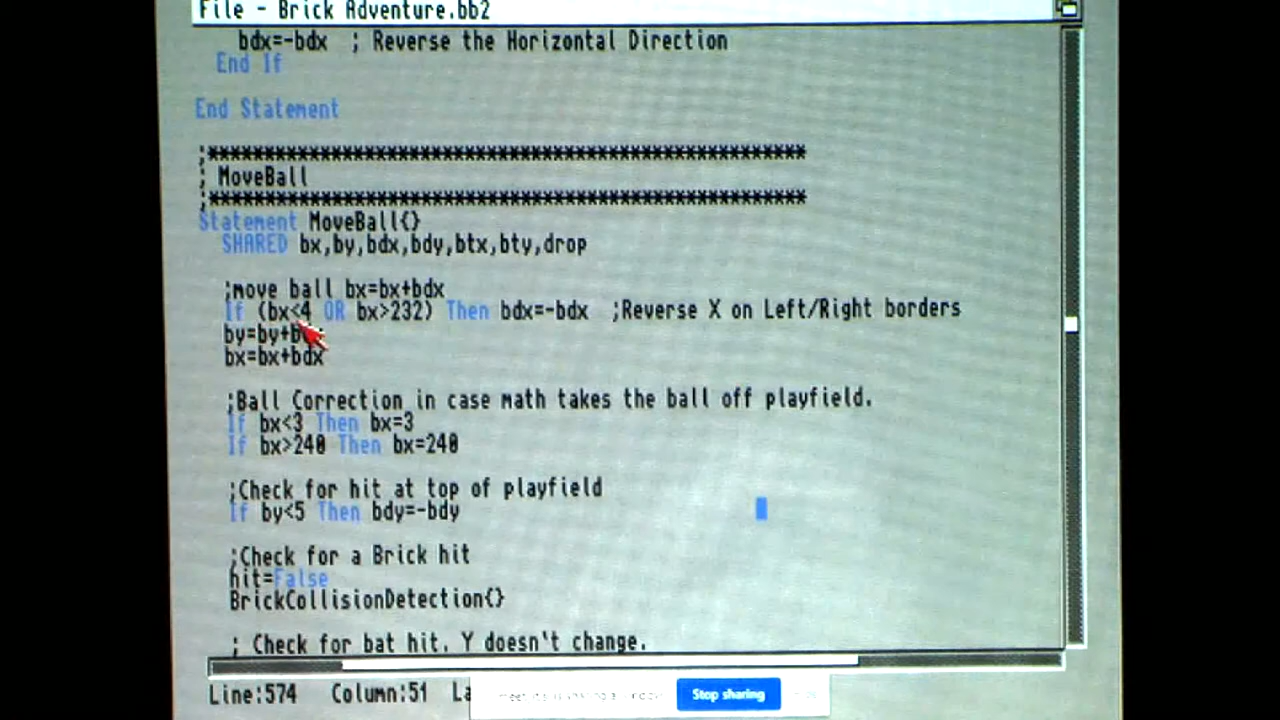 File - Brick Adventure.bb2
bdx=-bdx ; Reverse the Horizontal Direction
End If
End Statement
;*****************************************************
; MoveBall
;*****************************************************
Statement MoveBall{}
SHARED bx,by,bdx,bdy,btx,bty,drop
;move ball bx=bx+bdx
If (bx<4 OR bx>232) Then bdx=-bdx ;Reverse X on Left/Right borders
by=by+b
bx=bx+bdx
;Ball Correction in case math takes the ball off playfield.
If bx<3 Then bx=3
If bx>240 Then bx=240
;Check for hit at top of playfield
If by<5 Then bdy=-bdy
;Check for a Brick hit
hit=False
BrickCollisionDetection{}
; Check for bat hit. Y doesn't change.
Line:574 Column:51 La
Stop sharing